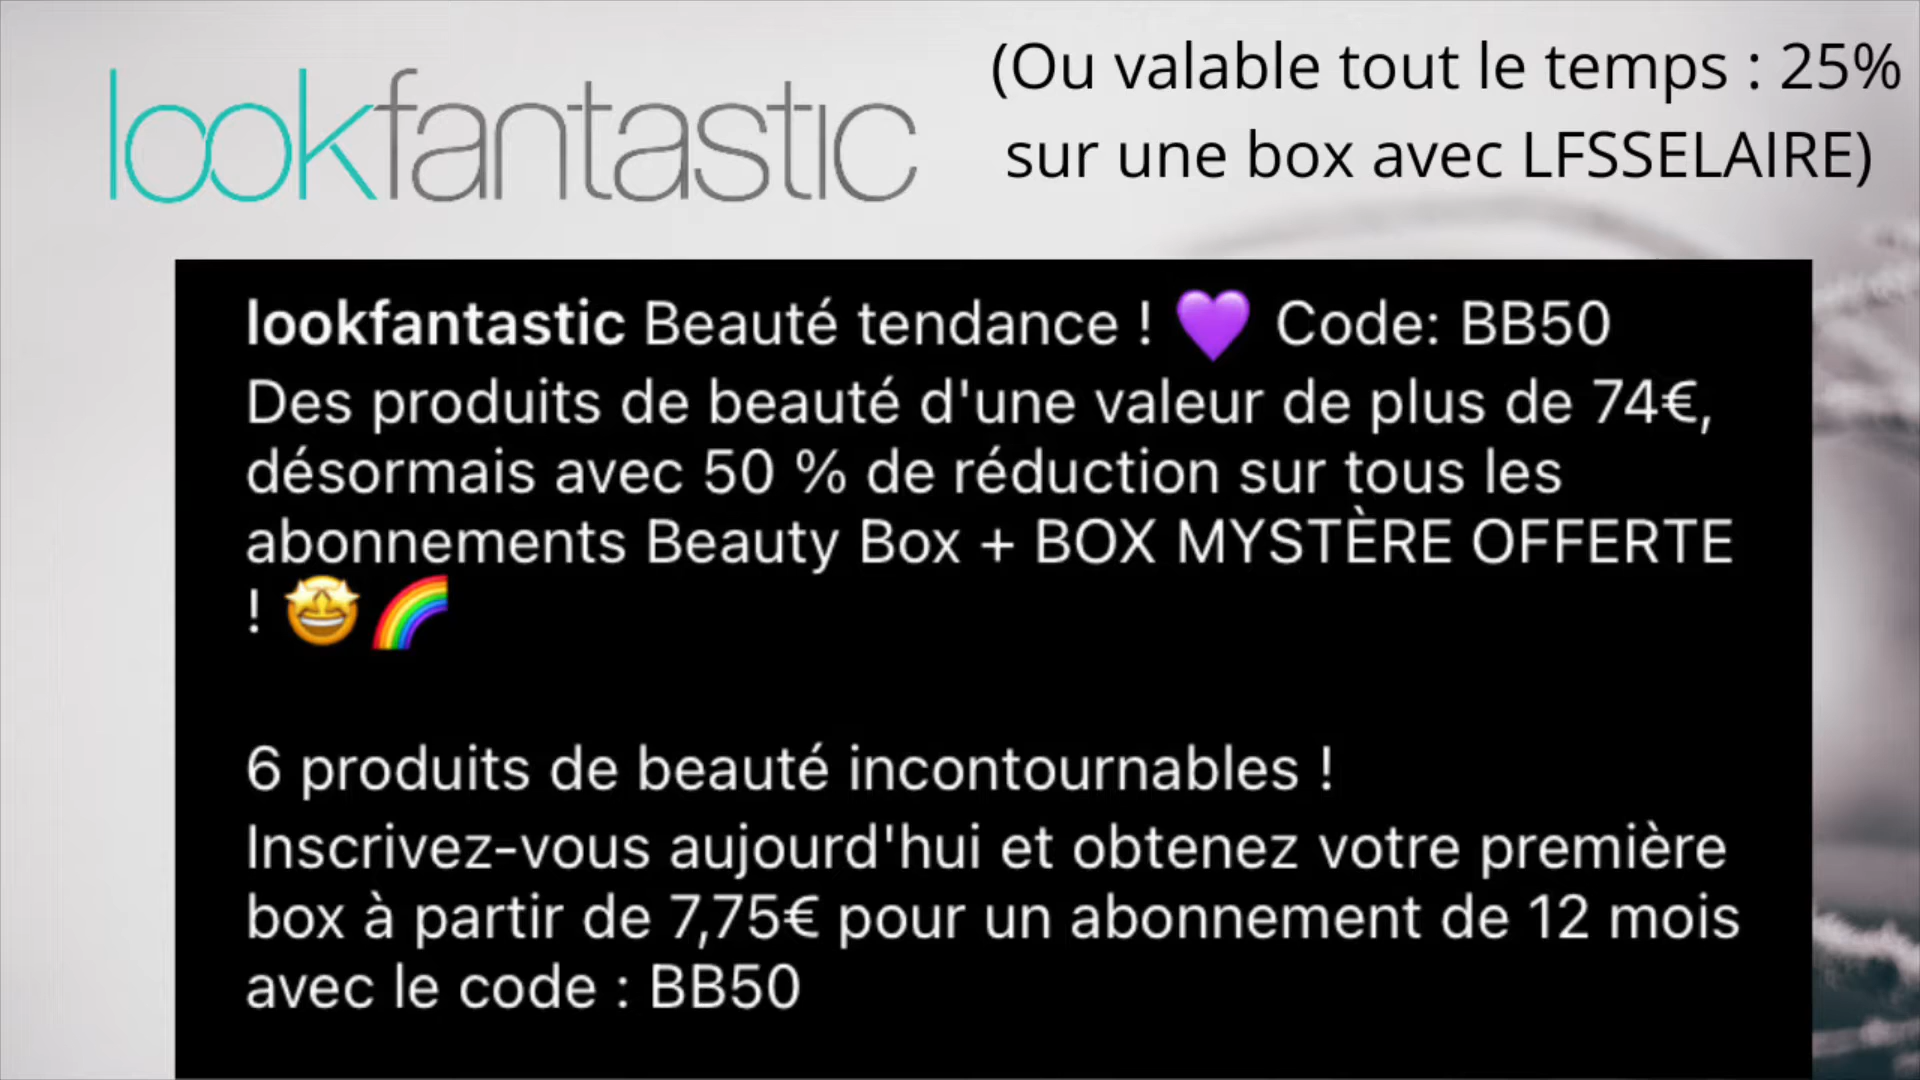 lookfantastic
(Ou valable tout le temps : 25%
sur une box avec LFSSELAIRE)
lookfantastic Beauté tendance ! 💜 Code: BB50
Des produits de beauté d'une valeur de plus de 74€,
désormais avec 50 % de réduction sur tous les
abonnements Beauty Box + BOX MYSTÈRE OFFERTE
! 🤩🌈
6 produits de beauté incontournables !
Inscrivez-vous aujourd'hui et obtenez votre première
box à partir de 7,75€ pour un abonnement de 12 mois
avec le code : BB50